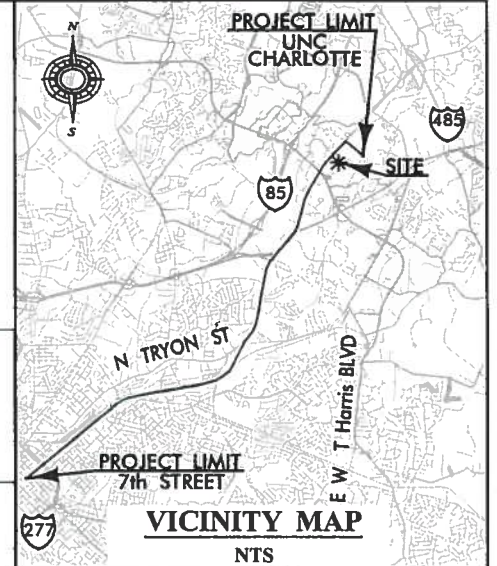 PROJECT LIMIT
UNC
CHARLOTTE
N
S
485
SITE
85
N TRYON ST
E W T Harris BLVD
PROJECT LIMIT
7th STREET
277
VICINITY MAP
NTS